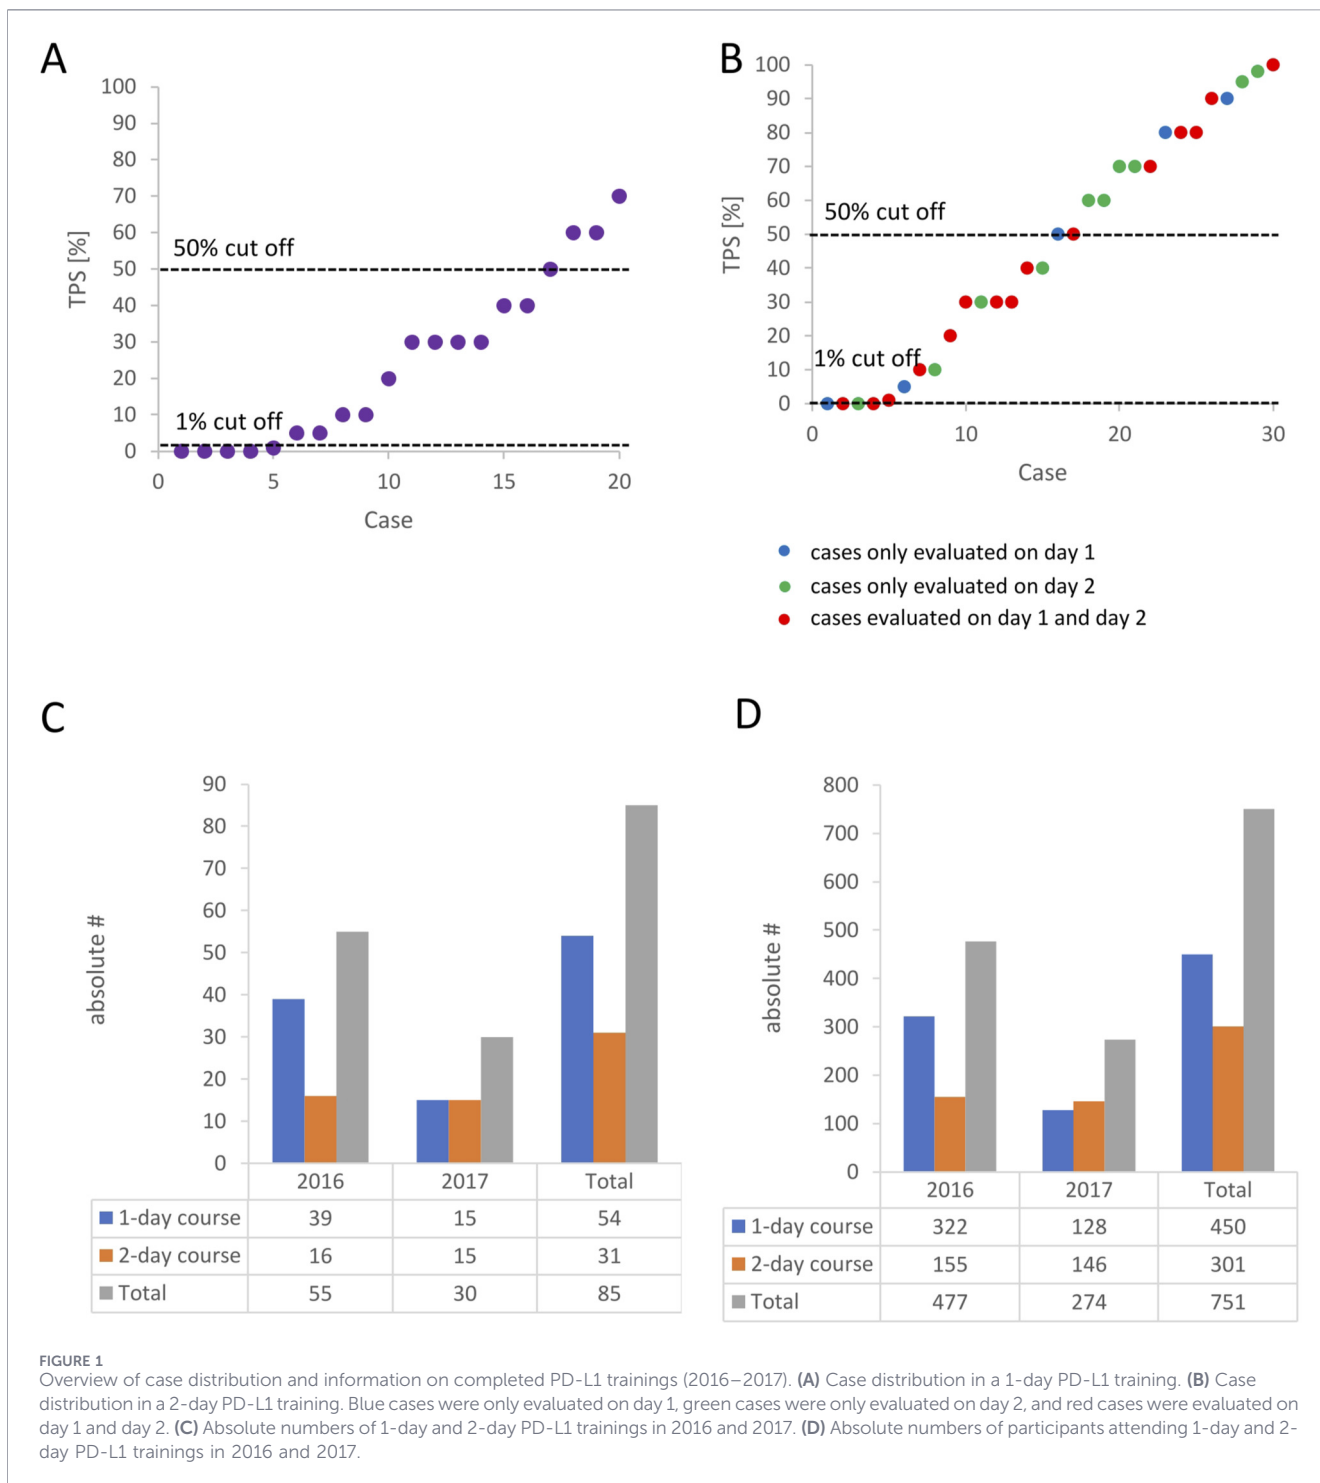 A
100
90
80
70
60
50
40
30
20
10
0
TPS [%]
50% cut off
1% cut off
0 5 10 15 20
Case
B
100
90
80
70
60
50
40
30
20
10
0
TPS [%]
50% cut off
1% cut off
0 10 20 30
Case
cases only evaluated on day 1
cases only evaluated on day 2
cases evaluated on day 1 and day 2
C
90
80
70
60
50
40
30
20
10
0
absolute #
2016 2017 Total
1-day course 39 15 54
2-day course 16 15 31
Total 55 30 85
D
800
700
600
500
400
300
200
100
0
absolute #
2016 2017 Total
1-day course 322 128 450
2-day course 155 146 301
Total 477 274 751
FIGURE 1
Overview of case distribution and information on completed PD-L1 trainings (2016–2017). (A) Case distribution in a 1-day PD-L1 training. (B) Case
distribution in a 2-day PD-L1 training. Blue cases were only evaluated on day 1, green cases were only evaluated on day 2, and red cases were evaluated on
day 1 and day 2. (C) Absolute numbers of 1-day and 2-day PD-L1 trainings in 2016 and 2017. (D) Absolute numbers of participants attending 1-day and 2-
day PD-L1 trainings in 2016 and 2017.